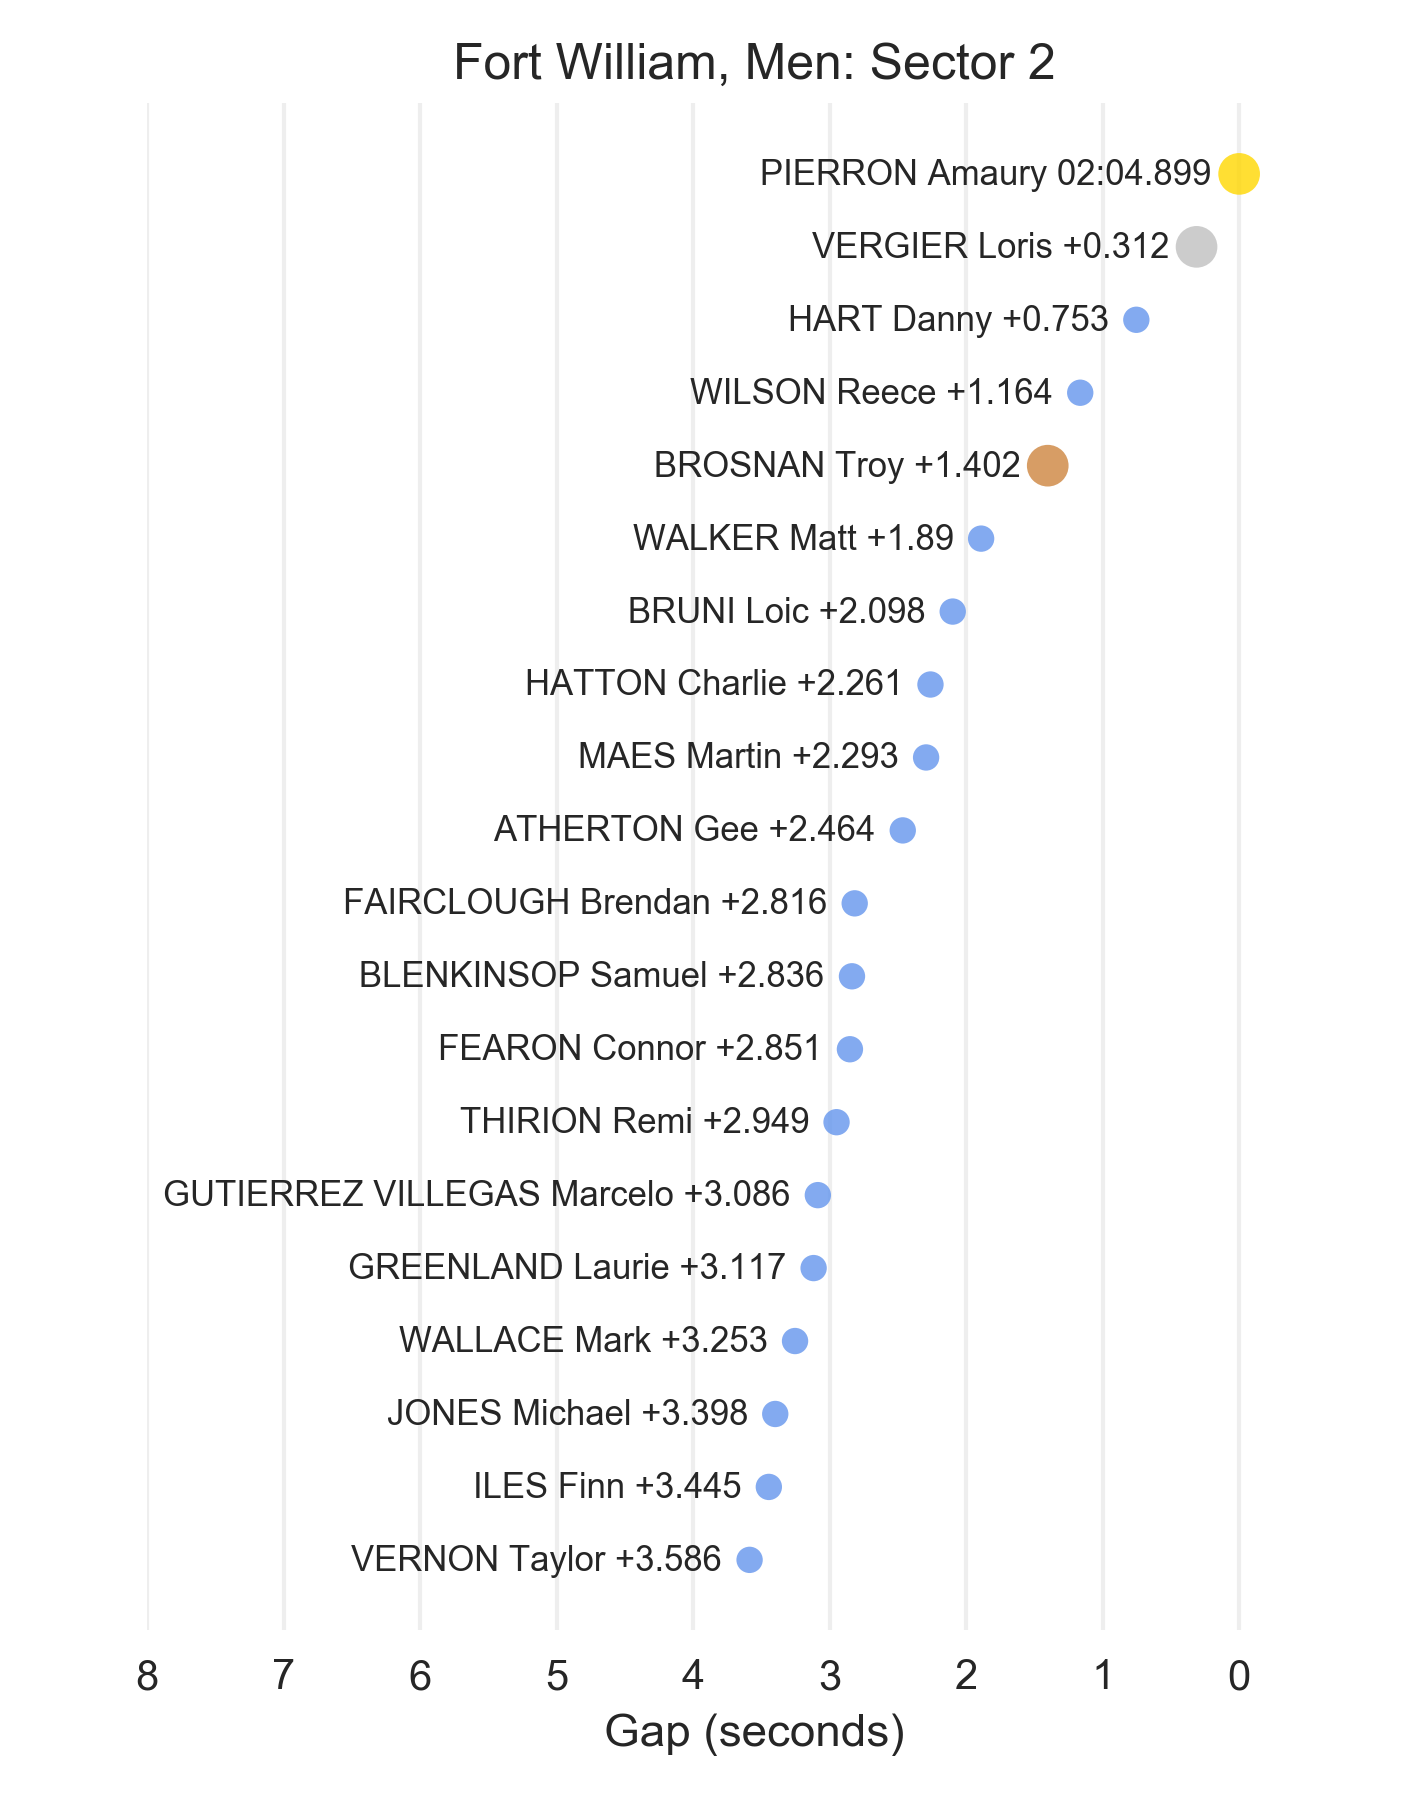 Fort William, Men: Sector 2
PIERRON Amaury 02:04.899
VERGIER Loris +0.312
HART Danny +0.753
WILSON Reece +1.164
BROSNAN Troy +1.402
WALKER Matt +1.89
BRUNI Loic +2.098
HATTON Charlie +2.261
MAES Martin +2.293
ATHERTON Gee +2.464
FAIRCLOUGH Brendan +2.816
BLENKINSOP Samuel +2.836
FEARON Connor +2.851
THIRION Remi +2.949
GUTIERREZ VILLEGAS Marcelo +3.086
GREENLAND Laurie +3.117
WALLACE Mark +3.253
JONES Michael +3.398
ILES Finn +3.445
VERNON Taylor +3.586
8 7 6 5 4 3 2 1 0
Gap (seconds)